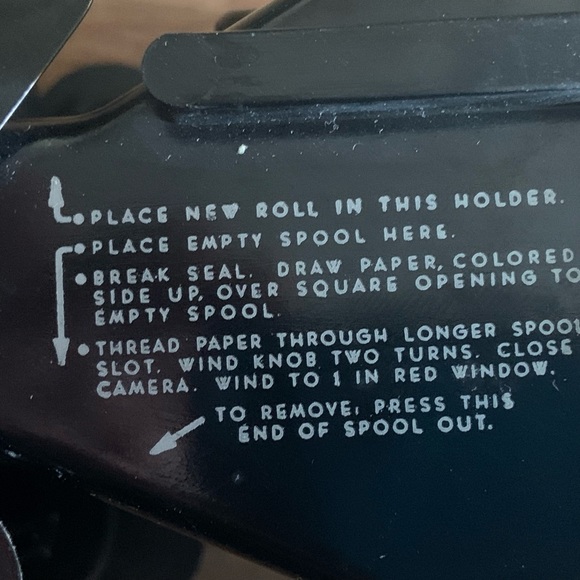 PLACE NEW ROLL IN THIS HOLDER.
PLACE EMPTY SPOOL HERE.
BREAK SEAL. DRAW PAPER, COLORED
SIDE UP, OVER SQUARE OPENING TO
EMPTY SPOOL.
THREAD PAPER THROUGH LONGER SPOOL
SLOT. WIND KNOB TWO TURNS. CLOSE
CAMERA. WIND TO 1 IN RED WINDOW.
TO REMOVE, PRESS THIS
END OF SPOOL OUT.